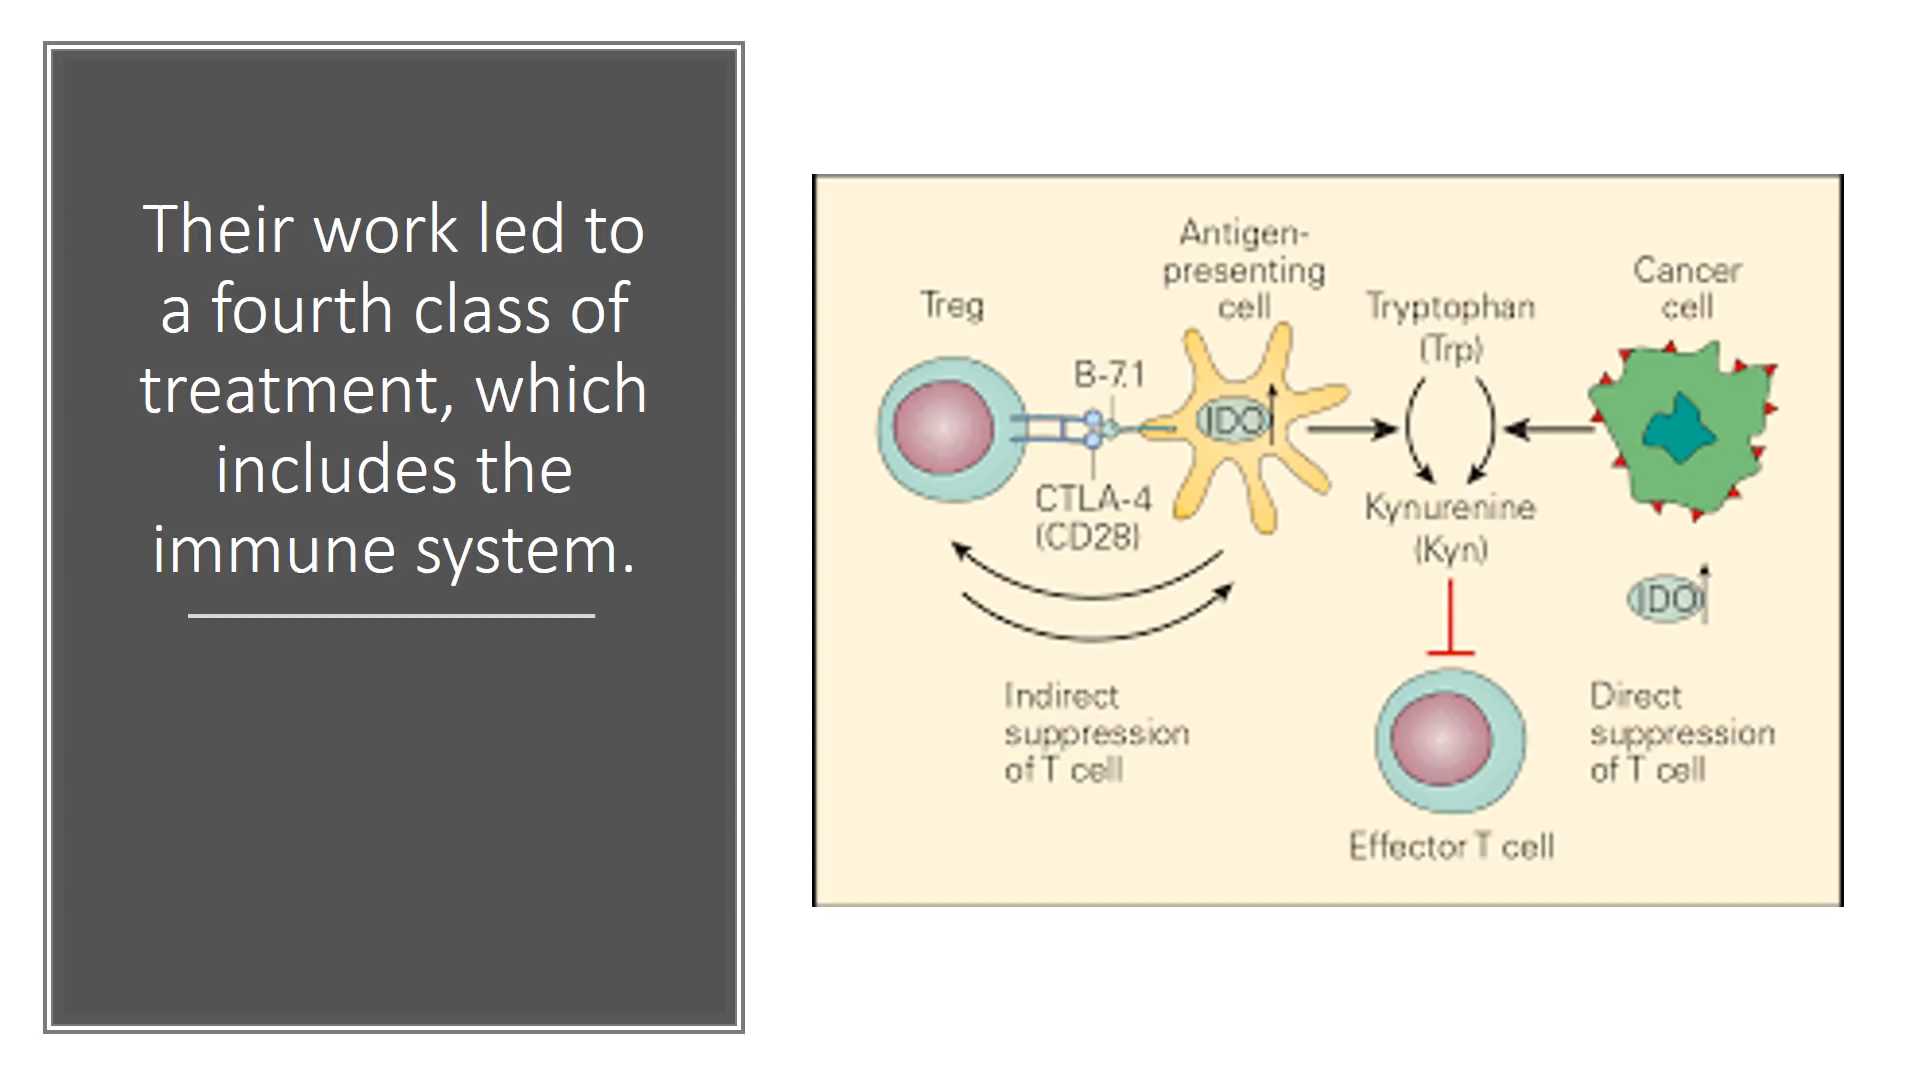 Their work led to
a fourth class of
treatment, which
includes the
immune system.
Treg
Antigen-
presenting
cell
Tryptophan
(Trp)
Cancer
cell
B-7.1
IDO
CTLA-4
(CD28)
Kynurenine
(Kyn)
IDO
Indirect
suppression
of T cell
Direct
suppression
of T cell
Effector T cell